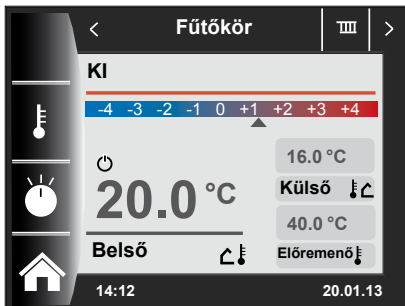 Fűtőkör
KI
-4 -3 -2 -1 0 +1 +2 +3 +4
16.0 °C
20.0 °C
Külső
40.0 °C
Belső
Előremenő
14:12
20.01.13